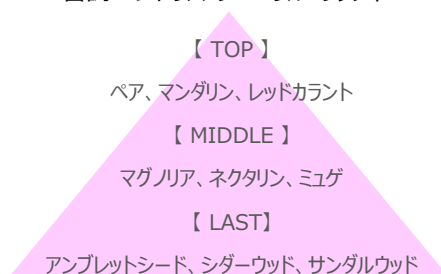 【 TOP 】
ペア、マンダリン、レッドカラント
【 MIDDLE 】
マグノリア、ネクタリン、ミュゲ
【 LAST】
アンブレットシード、シダーウッド、サンダルウッド